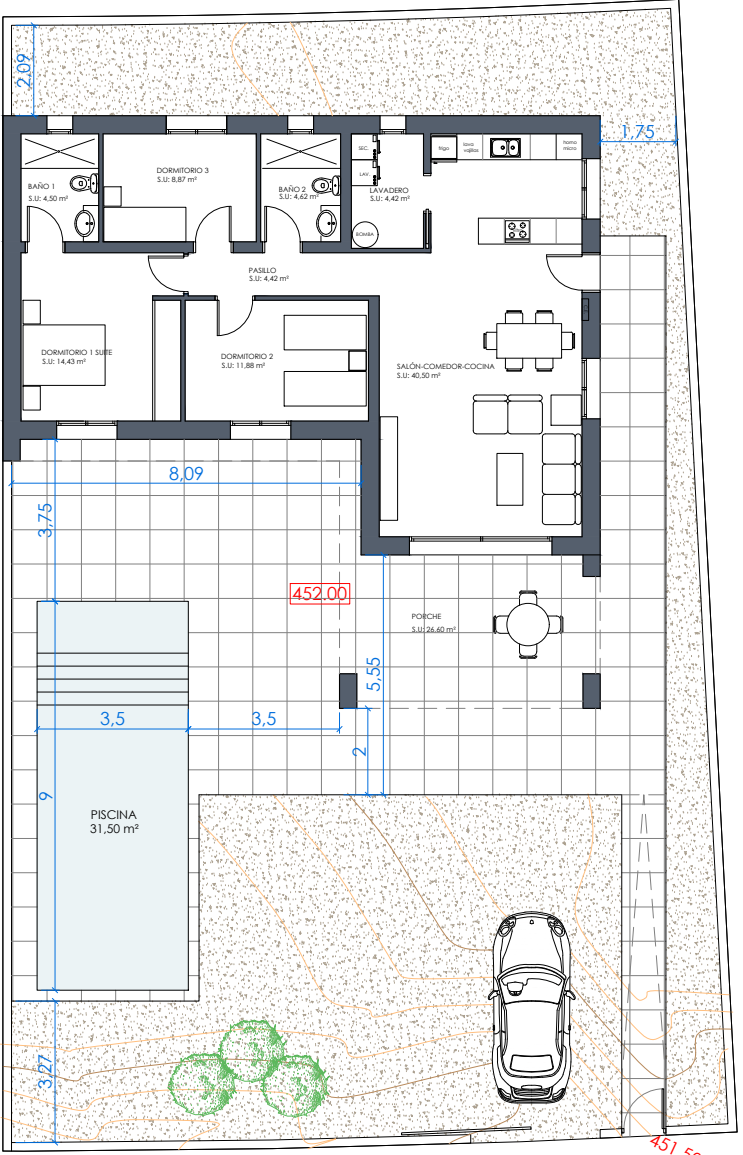 2,09
1,75
SEC.
LAV.
frigo
lava
vajillas
horno
micro
DORMITORIO 3
S.U: 8,87 m²
BAÑO 1
S.U: 4,50 m²
BAÑO 2
S.U: 4,62 m²
LAVADERO
S.U: 4,42 m²
BOMBA
PASILLO
S.U: 4,42 m²
DORMITORIO 1 SUITE
S.U: 14,43 m²
DORMITORIO 2
S.U: 11,88 m²
SALÓN-COMEDOR-COCINA
S.U: 40,50 m²
8,09
3,75
452.00
PORCHE
S.U: 26,60 m²
5,55
3,5
3,5
2
9
PISCINA
31,50 m²
3,27